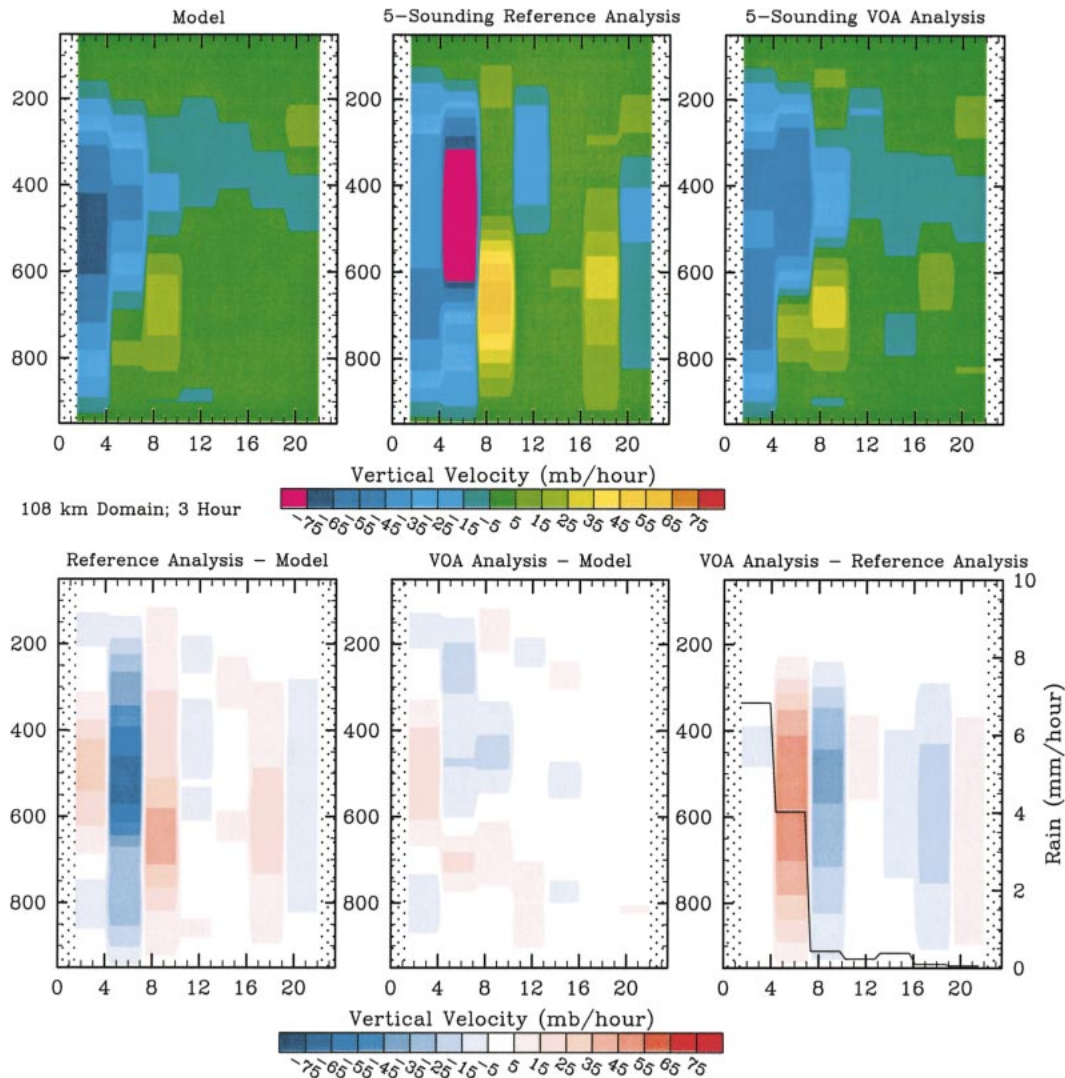 Model
5-Sounding Reference Analysis
5-Sounding VOA Analysis
200
400
600
800
0 4 8 12 16 20
200
400
600
800
0 4 8 12 16 20
200
400
600
800
0 4 8 12 16 20
Vertical Velocity (mb/hour)
108 km Domain; 3 Hour
-75 -65 -55 -45 -35 -25 -15 -5 5 15 25 35 45 55 65 75
Reference Analysis - Model
VOA Analysis - Model
VOA Analysis - Reference Analysis
200
400
600
800
0 4 8 12 16 20
200
400
600
800
0 4 8 12 16 20
200
400
600
800
0 4 8 12 16 20
10
8
6
4
2
0
Rain (mm/hour)
Vertical Velocity (mb/hour)
-75 -65 -55 -45 -35 -25 -15 -5 5 15 25 35 45 55 65 75